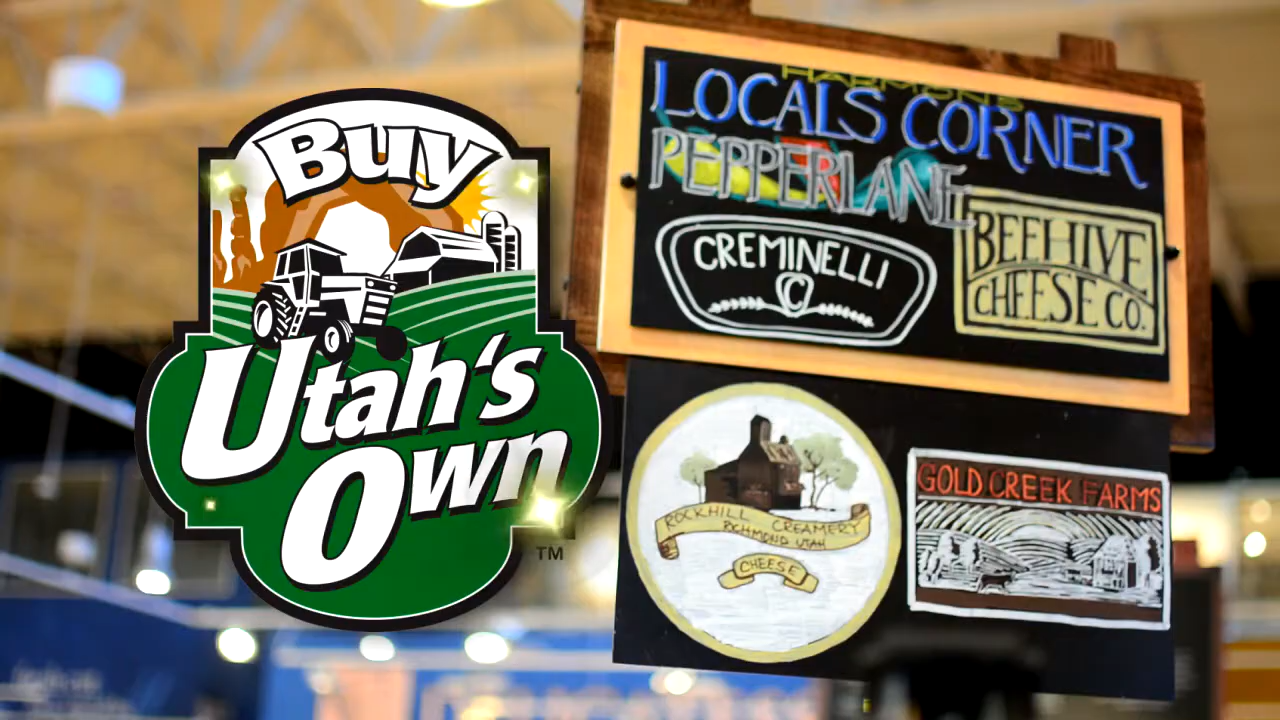 Buy
Utah's
Own
TM
HARMONS
LOCALS CORNER
PEPPERLANE
CREMINELLI
C
BEEHIVE
CHEESE CO.
ROCKHILL CREAMERY
RICHMOND UTAH
CHEESE
GOLD CREEK FARMS